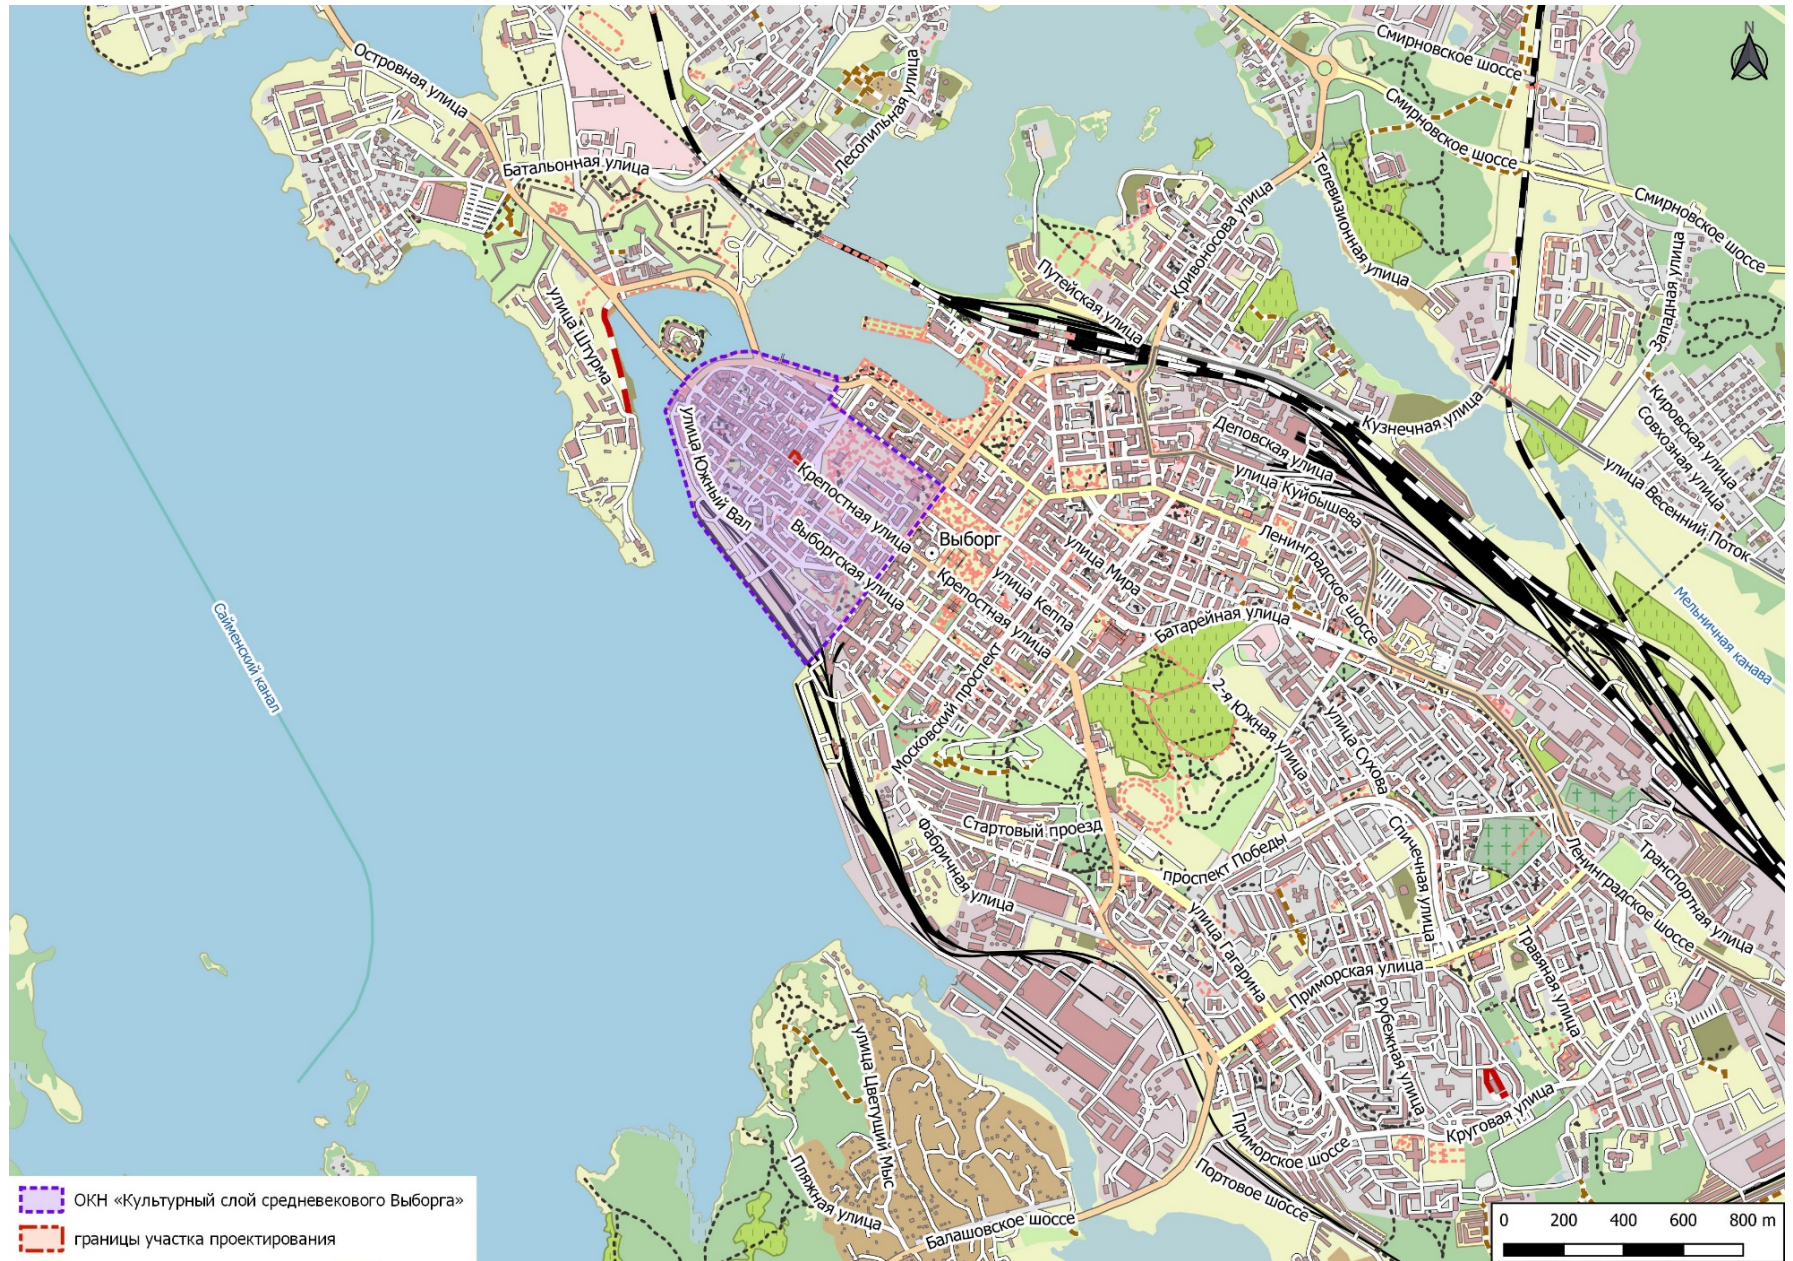 N
Островная улица
Смирновское шоссе
Лесопильная улица
Смирновское шоссе
Батальонная улица
Телевизионная улица
Смирновское шоссе
Кривоносова улица
Западная улица
Путейская улица
улица Штурма
Кировская улица
Совхозная улица
Кузнечная улица
Деповская улица
улица Куйбышева
улица Южный Вал
Крепостная улица
улица Весенний Поток
Выборгская улица
Выборг
Ленинградское шоссе
улица Мира
улица Кеппа
Крепостная улица
Батарейная улица
Мельничная канава
Сайменский канал
Московский проспект
2-я Южная улица
улица Сухова
Стартовый проезд
Фабричная улица
проспект Победы
Спиченая улица
Ленинградское шоссе
Транспортная улица
улица Гагарина
Приморская улица
Травяная улица
Рубежная улица
улица Цветущий Мыс
Круговая улица
Приморское шоссе
Портовое шоссе
Пляжная улица
Балашовское шоссе
ОКН «Культурный слой средневекового Выборга»
границы участка проектирования
0 200 400 600 800 m